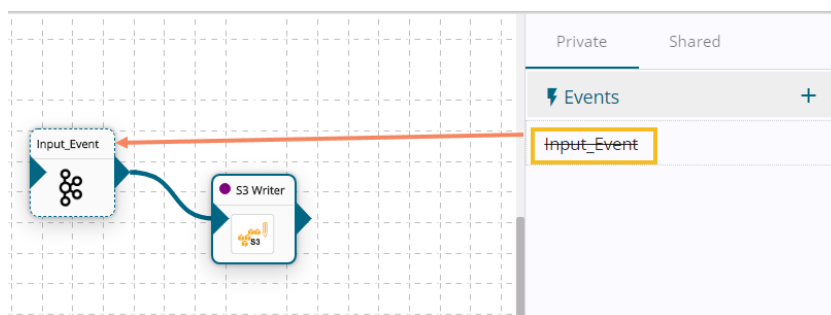 Private Shared
Events +
Input_Event
Input_Event
S3 Writer
S3